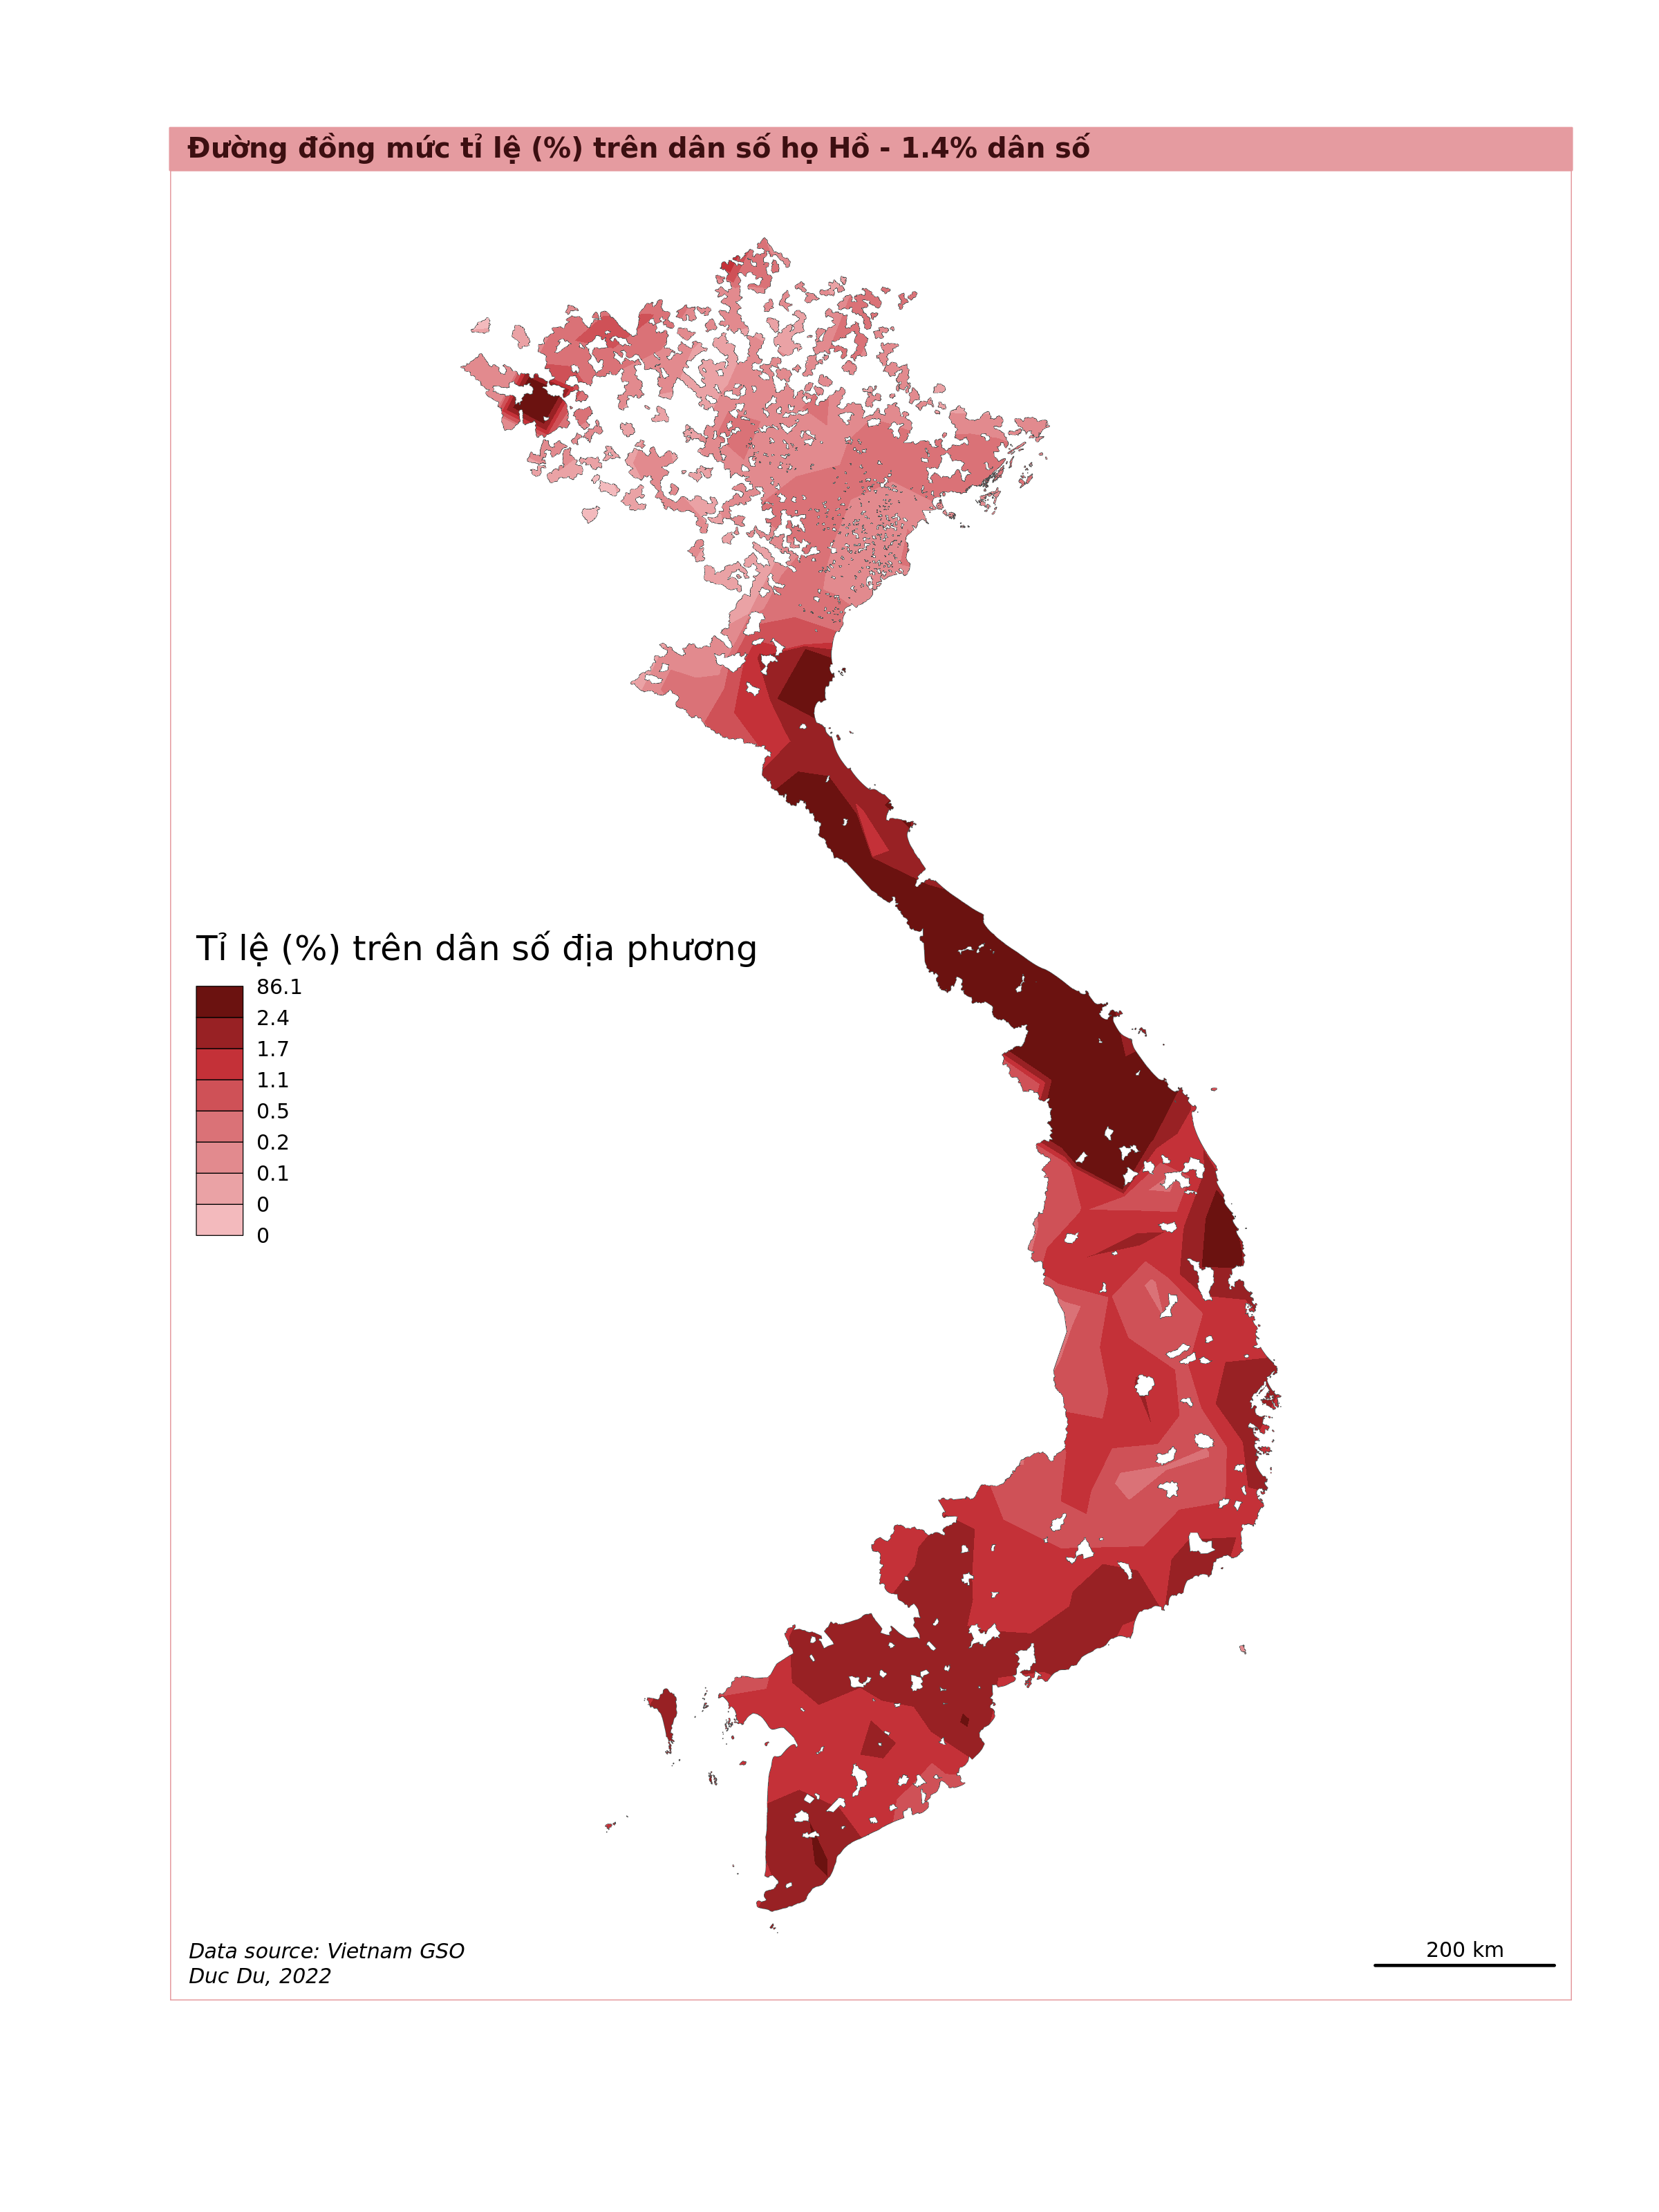 Đường đồng mức tỉ lệ (%) trên dân số họ Hồ - 1.4% dân số
Tỉ lệ (%) trên dân số địa phương
86.1
2.4
1.7
1.1
0.5
0.2
0.1
0
0
Data source: Vietnam GSO
Duc Du, 2022
200 km